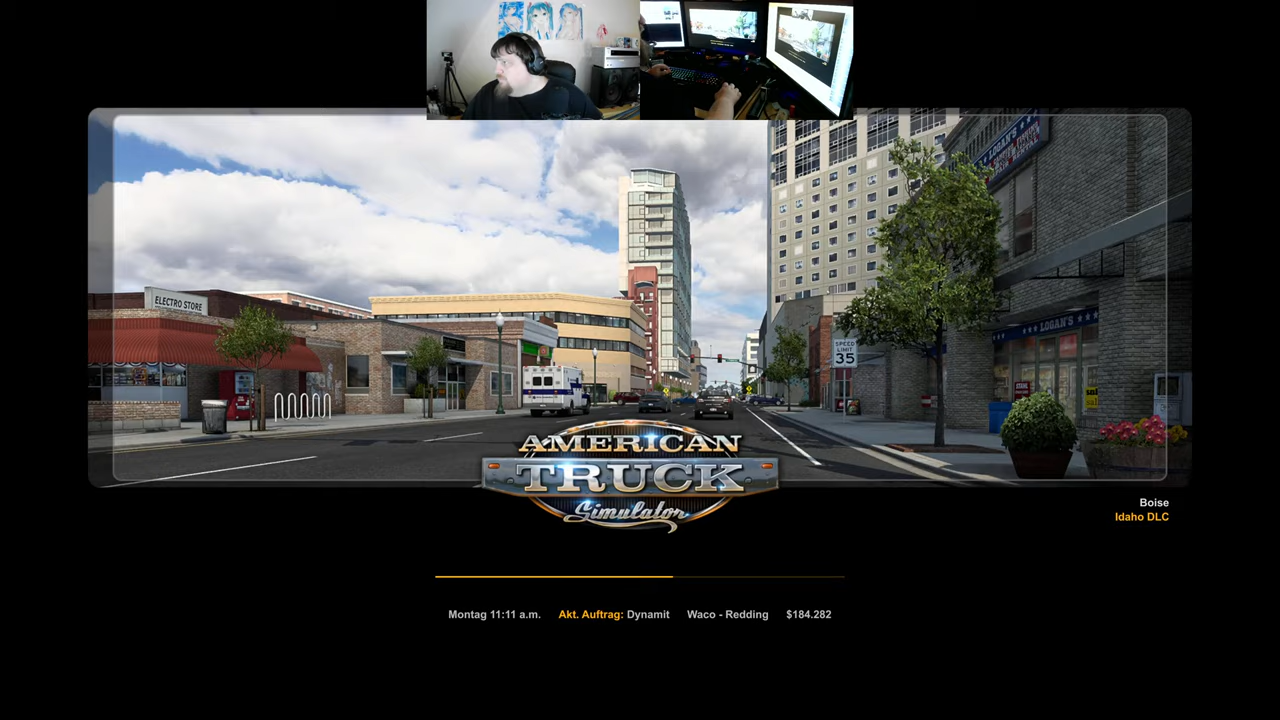 LOGAN'S
ELECTRO STORE
LOGAN'S
SPEED
LIMIT
35
AMERICAN
TRUCK
Simulator
Boise
Idaho DLC
Montag 11:11 a.m. Akt. Auftrag: Dynamit Waco - Redding $184.282